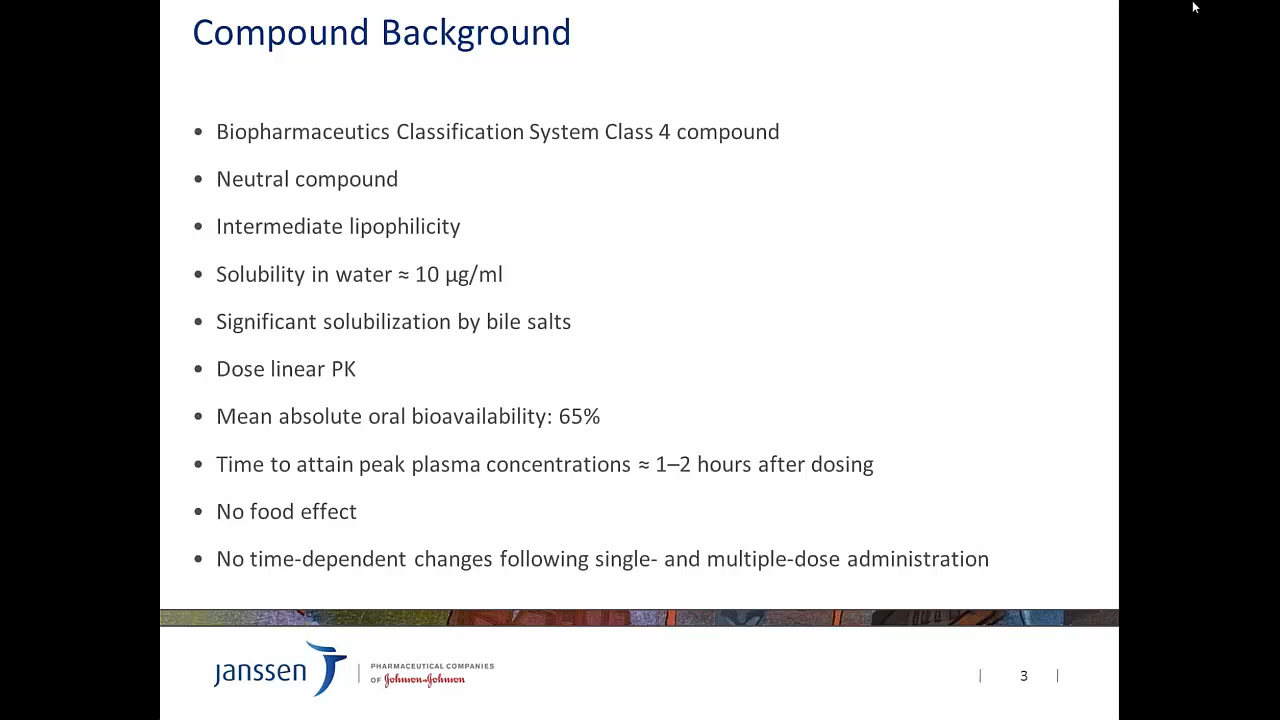 Compound Background
• Biopharmaceutics Classification System Class 4 compound
• Neutral compound
• Intermediate lipophilicity
• Solubility in water ≈ 10 µg/ml
• Significant solubilization by bile salts
• Dose linear PK
• Mean absolute oral bioavailability: 65%
• Time to attain peak plasma concentrations ≈ 1–2 hours after dosing
• No food effect
• No time-dependent changes following single- and multiple-dose administration
janssen
PHARMACEUTICAL COMPANIES
OF Johnson & Johnson
| 3 |